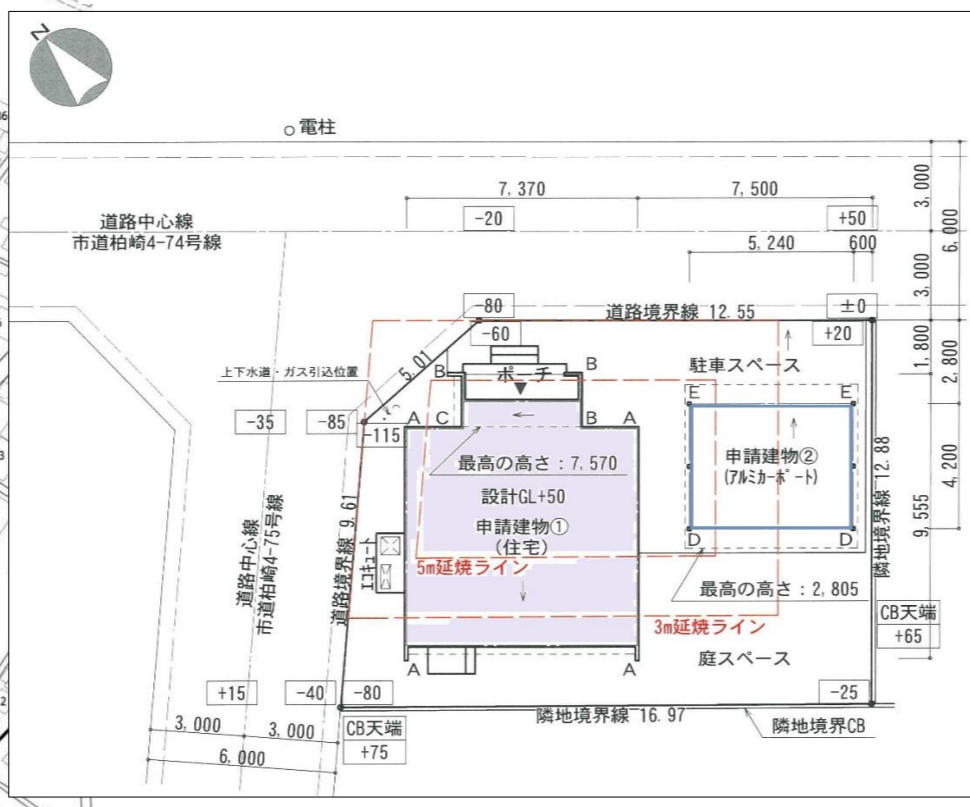 N
電柱
7,370
7,500
3,000
6,000
道路中心線
市道柏崎4-74号線
-20
+50
5,240
600
3,000
-80
道路境界線 12.55
±0
-60
+20
1,800
2,800
5.01
B
ポーチ
B
駐車スペース
上下水道・ガス引込位置
E
E
-35
-85
-115
A
C
B
A
申請建物②
(アルミカーポート)
最高の高さ:7,570
設計GL+50
申請建物①
(住宅)
4,200
9,555
隣地境界線 12.88
道路中心線
市道柏崎4-75号線
道路境界線 9.61
エコキュート
D
D
5m延焼ライン
最高の高さ:2,805
3m延焼ライン
CB天端
+65
庭スペース
A
A
+15
-40
-80
-25
隣地境界線 16.97
隣地境界CB
3,000
3,000
6,000
CB天端
+75